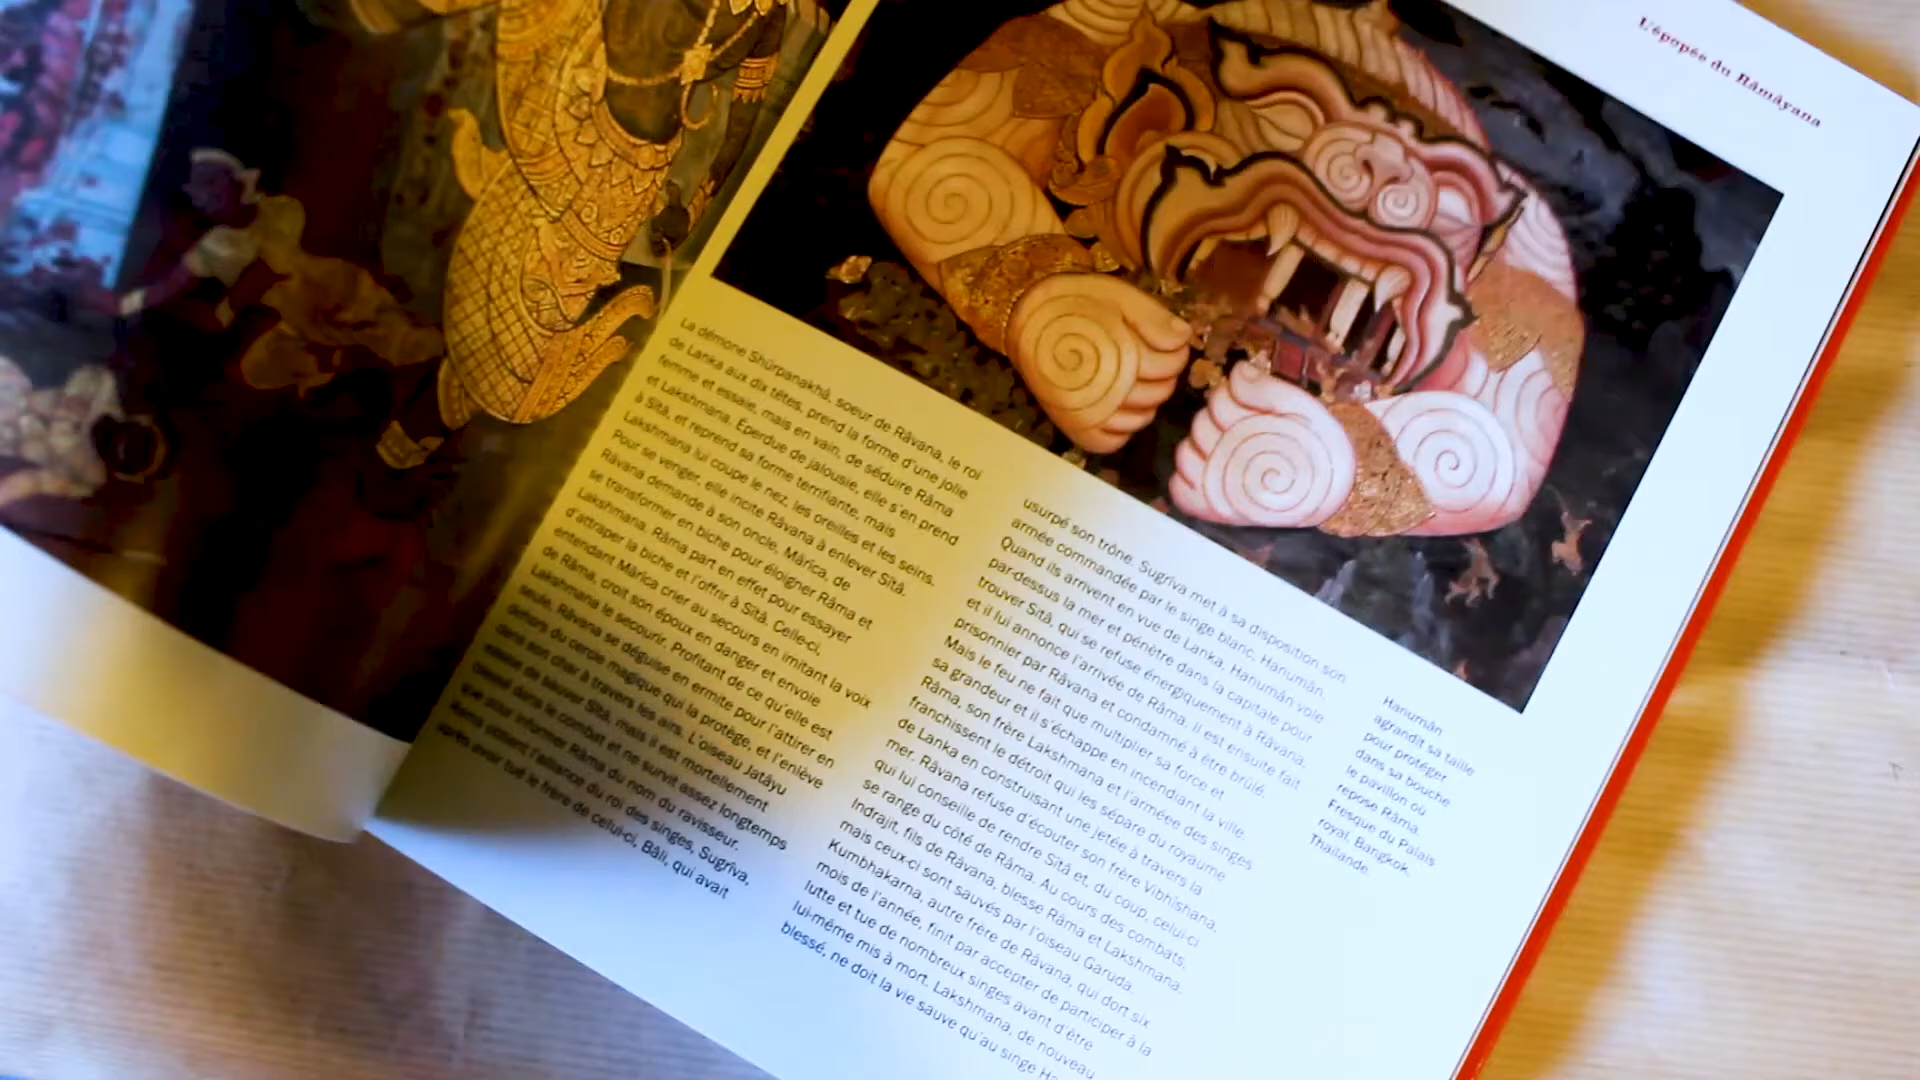 L'épopée du Râmâyana
La démone Shûrpanakhâ, soeur de Râvana, le roi
de Lanka aux dix têtes, prend la forme d'une jolie
femme et essaie, mais en vain, de séduire Râma
et Lakshmana. Éperdue de jalousie, elle s'en prend
à Sîtâ, et reprend sa forme terrifiante, mais
Lakshmana lui coupe le nez, les oreilles et les seins.
Pour se venger, elle incite Râvana à enlever Sîtâ.
Râvana demande à son oncle, Mârîca, de
se transformer en biche pour éloigner Râma et
Lakshmana. Râma part en effet pour essayer
d'attraper la biche et l'offrir à Sîtâ. Celle-ci,
entendant Mârîca crier au secours en imitant la voix
de Râma, croit son époux en danger et envoie
Lakshmana le secourir. Profitant de ce qu'elle est
seule, Râvana se déguise en ermite pour l'attirer en
dehors du cercle magique qui la protège, et l'enlève
dans son char à travers les airs. L'oiseau Jatâyu
essaie de sauver Sîtâ, mais il est mortellement
blessé dans le combat et ne survit assez longtemps
que pour informer Râma du nom du ravisseur.
Râma obtient l'alliance du roi des singes, Sugrîva,
après avoir tué le frère de celui-ci, Bâli, qui avait
usurpé son trône. Sugrîva met à sa disposition son
armée commandée par le singe blanc, Hanumân.
Quand ils arrivent en vue de Lanka, Hanumân vole
par-dessus la mer et pénètre dans la capitale pour
trouver Sîtâ, qui se refuse énergiquement à Râvana,
et il lui annonce l'arrivée de Râma. Il est ensuite fait
prisonnier par Râvana et condamné à être brûlé.
Mais le feu ne fait que multiplier sa force et
sa grandeur et il s'échappe en incendiant la ville.
Râma, son frère Lakshmana et l'armée des singes
franchissent le détroit qui les sépare du royaume
de Lanka en construisant une jetée à travers la
mer. Râvana refuse d'écouter son frère Vibhîshana,
qui lui conseille de rendre Sîtâ et, du coup, celui-ci
se range du côté de Râma. Au cours des combats,
Indrajit, fils de Râvana, blesse Râma et Lakshmana,
mais ceux-ci sont sauvés par l'oiseau Garuda.
Kumbhakarna, autre frère de Râvana, qui dort six
mois de l'année, finit par accepter de participer à la
lutte et tue de nombreux singes avant d'être
lui-même mis à mort. Lakshmana, de nouveau
blessé, ne doit la vie sauve qu'au singe Ha
Hanumân
agrandit sa taille
pour protéger
dans sa bouche
le pavillon où
repose Râma.
Fresque du Palais
royal, Bangkok,
Thaïlande.